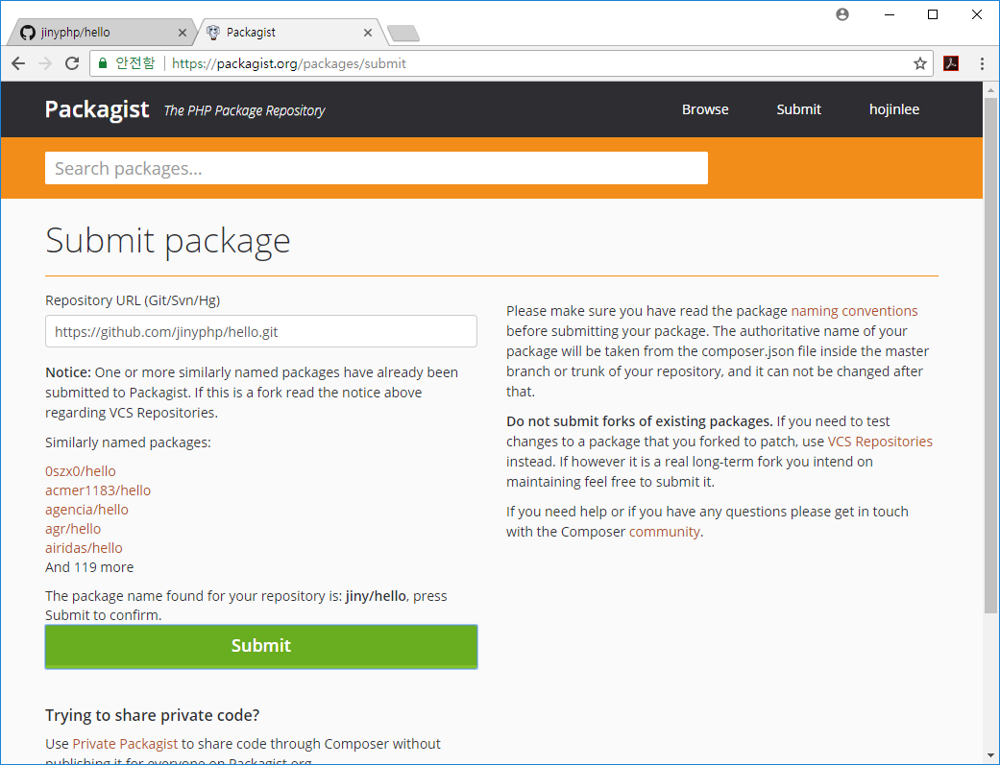 jinyphp/hello
Packagist
안전함
https://packagist.org/packages/submit
Packagist The PHP Package Repository
Browse
Submit
hojinlee
Search packages...
Submit package
Repository URL (Git/Svn/Hg)
https://github.com/jinyphp/hello.git
Notice: One or more similarly named packages have already been
submitted to Packagist. If this is a fork read the notice above
regarding VCS Repositories.
Similarly named packages:
0szx0/hello
acmer1183/hello
agencia/hello
agr/hello
airidas/hello
And 119 more
The package name found for your repository is: jiny/hello, press
Submit to confirm.
Submit
Trying to share private code?
Use Private Packagist to share code through Composer without
publishing it for everyone on Packagist.org
Please make sure you have read the package naming conventions
before submitting your package. The authoritative name of your
package will be taken from the composer.json file inside the master
branch or trunk of your repository, and it can not be changed after
that.
Do not submit forks of existing packages. If you need to test
changes to a package that you forked to patch, use VCS Repositories
instead. If however it is a real long-term fork you intend on
maintaining feel free to submit it.
If you need help or if you have any questions please get in touch
with the Composer community.